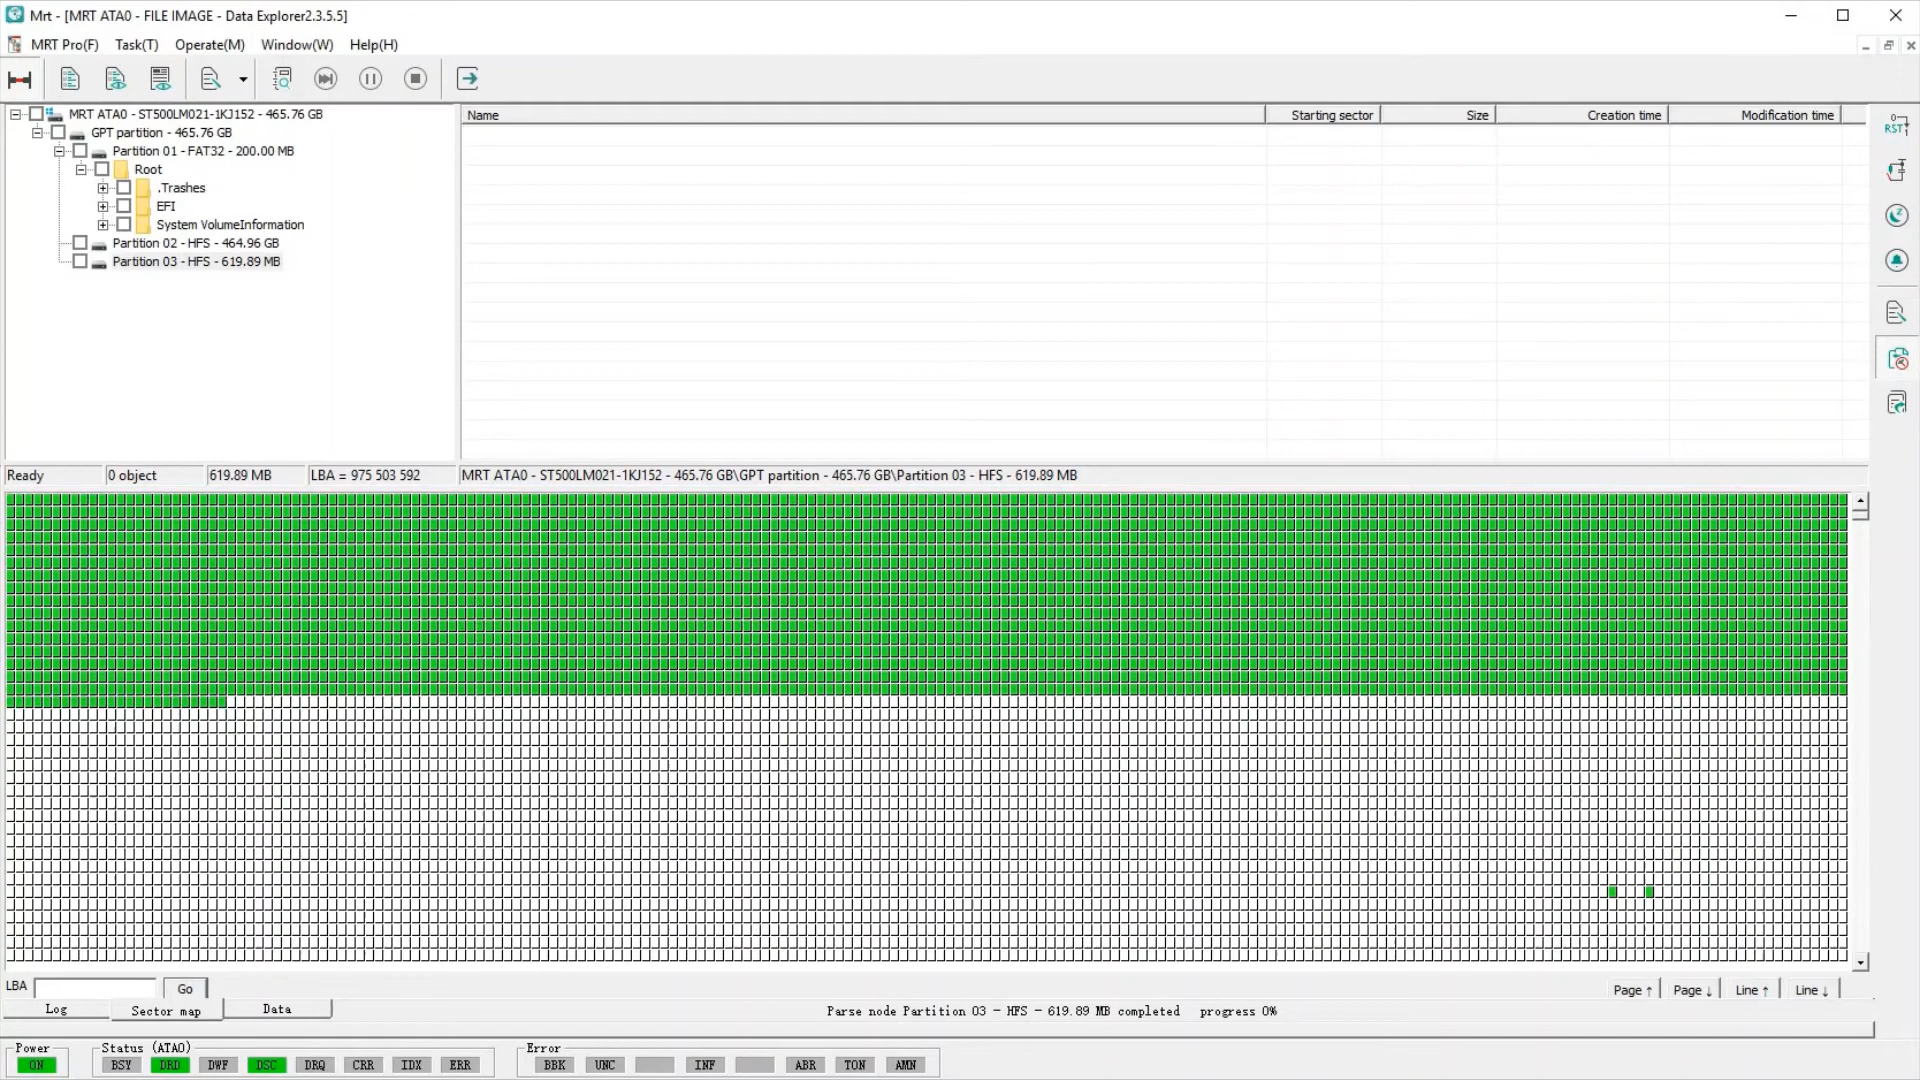 Mrt - [MRT ATA0 - FILE IMAGE - Data Explorer2.3.5.5]
MRT Pro(F) Task(T) Operate(M) Window(W) Help(H)
MRT ATA0 - ST500LM021-1KJ152 - 465.76 GB
GPT partition - 465.76 GB
Partition 01 - FAT32 - 200.00 MB
Root
.Trashes
EFI
System VolumeInformation
Partition 02 - HFS - 464.96 GB
Partition 03 - HFS - 619.89 MB
Name Starting sector Size Creation time Modification time
RST
Ready 0 object 619.89 MB LBA = 975 503 592 MRT ATA0 - ST500LM021-1KJ152 - 465.76 GB\GPT partition - 465.76 GB\Partition 03 - HFS - 619.89 MB
LBA Go Page ↑ Page ↓ Line ↑ Line ↓
Log Sector map Data Parse node Partition 03 - HFS - 619.89 MB completed progress 0%
Power Status (ATA0) Error
ON BSY DRD DWF DSC DRQ CRR IDX ERR BBK UNC INF ABR TON AMN